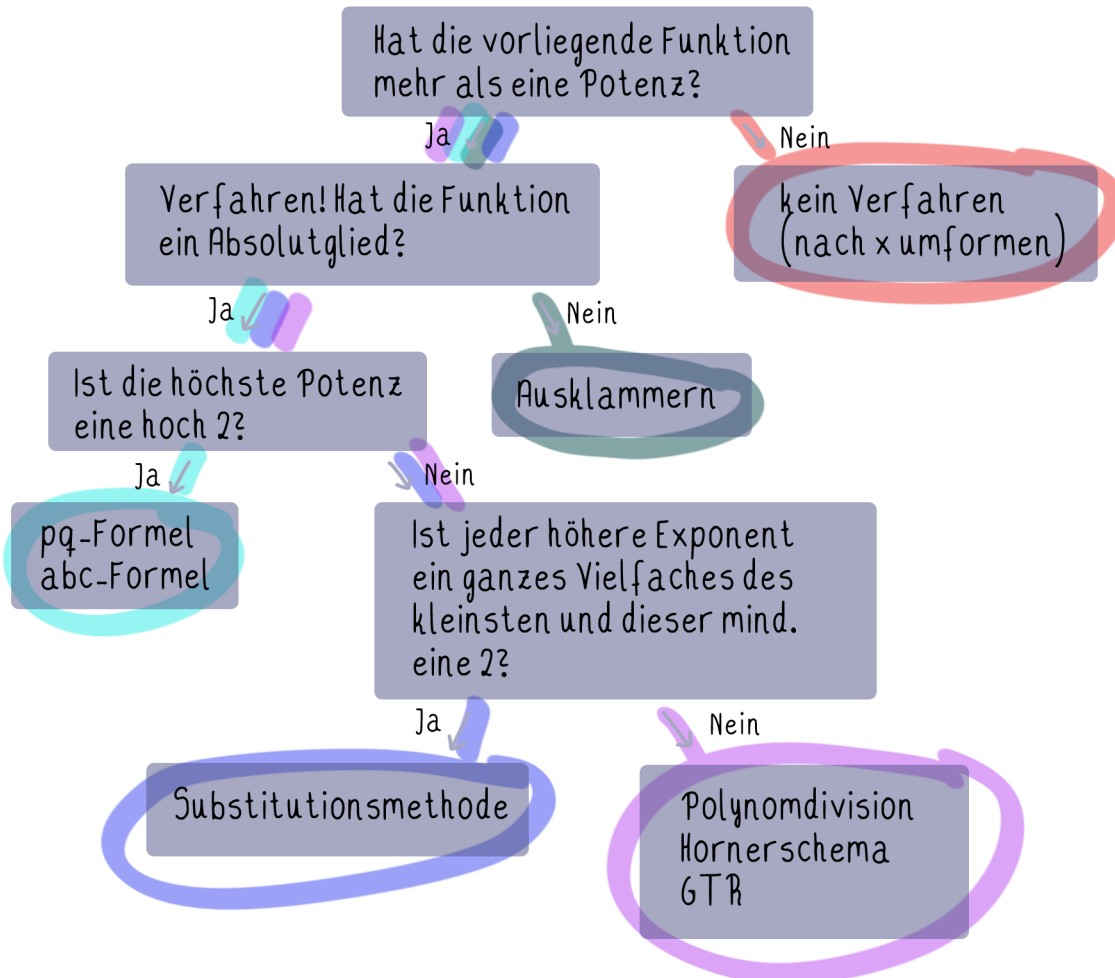 Hat die vorliegende Funktion
mehr als eine Potenz?
Ja
Nein
Verfahren! Hat die Funktion
ein Absolutglied?
kein Verfahren
(nach x umformen)
Ja
Nein
Ist die höchste Potenz
eine hoch 2?
Ausklammern
Ja
Nein
pq-Formel
abc-Formel
Ist jeder höhere Exponent
ein ganzes Vielfaches des
kleinsten und dieser mind.
eine 2?
Ja
Nein
Substitutionsmethode
Polynomdivision
Hornerschema
GTR